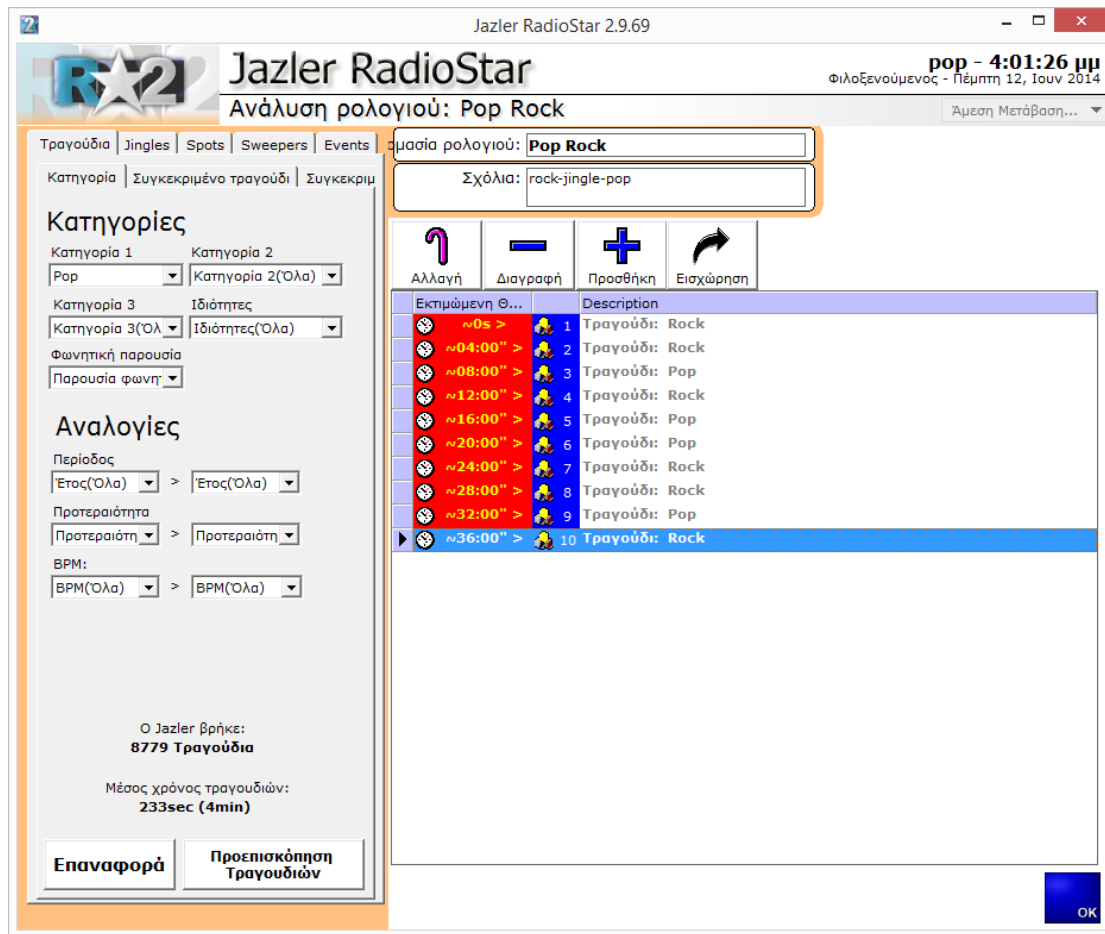 Jazler RadioStar 2.9.69
R 2
Jazler RadioStar
pop - 4:01:26 μμ
Φιλοξενούμενος - Πέμπτη 12, Ιουν 2014
Ανάλυση ρολογιού: Pop Rock
Άμεση Μετάβαση...
Τραγούδια Jingles Spots Sweepers Events
Κατηγορία Συγκεκριμένο τραγούδι Συγκεκριμ
Κατηγορίες
Κατηγορία 1 Κατηγορία 2
Pop Κατηγορία 2(Όλα)
Κατηγορία 3 Ιδιότητες
Κατηγορία 3(Όλ Ιδιότητες(Όλα)
Φωνητική παρουσία
Παρουσία φωνητ
Αναλογίες
Περίοδος
Έτος(Όλα) > Έτος(Όλα)
Προτεραιότητα
Προτεραιότη > Προτεραιότη
BPM:
BPM(Όλα) > BPM(Όλα)
Ο Jazler βρήκε:
8779 Τραγούδια
Μέσος χρόνος τραγουδιών:
233sec (4min)
Επαναφορά
Προεπισκόπηση
Τραγουδιών
ομασία ρολογιού: Pop Rock
Σχόλια: rock-jingle-pop
Αλλαγή Διαγραφή Προσθήκη Εισχώρηση
Εκτιμώμενη Θ... Description
~0s > 1 Τραγούδι: Rock
~04:00" > 2 Τραγούδι: Rock
~08:00" > 3 Τραγούδι: Pop
~12:00" > 4 Τραγούδι: Rock
~16:00" > 5 Τραγούδι: Pop
~20:00" > 6 Τραγούδι: Pop
~24:00" > 7 Τραγούδι: Rock
~28:00" > 8 Τραγούδι: Rock
~32:00" > 9 Τραγούδι: Pop
~36:00" > 10 Τραγούδι: Rock
OK